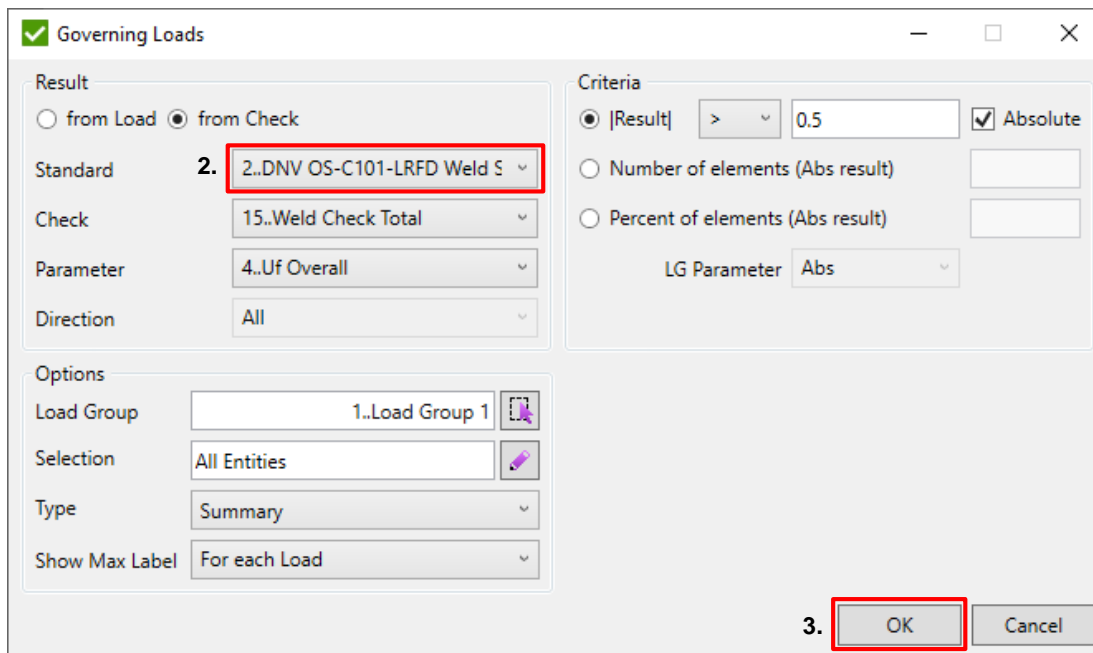 Governing Loads
Result
from Load from Check
Standard 2. 2..DNV OS-C101-LRFD Weld S
Check 15..Weld Check Total
Parameter 4..Uf Overall
Direction All
Criteria
|Result| > 0.5 Absolute
Number of elements (Abs result)
Percent of elements (Abs result)
LG Parameter Abs
Options
Load Group 1..Load Group 1
Selection All Entities
Type Summary
Show Max Label For each Load
3. OK Cancel